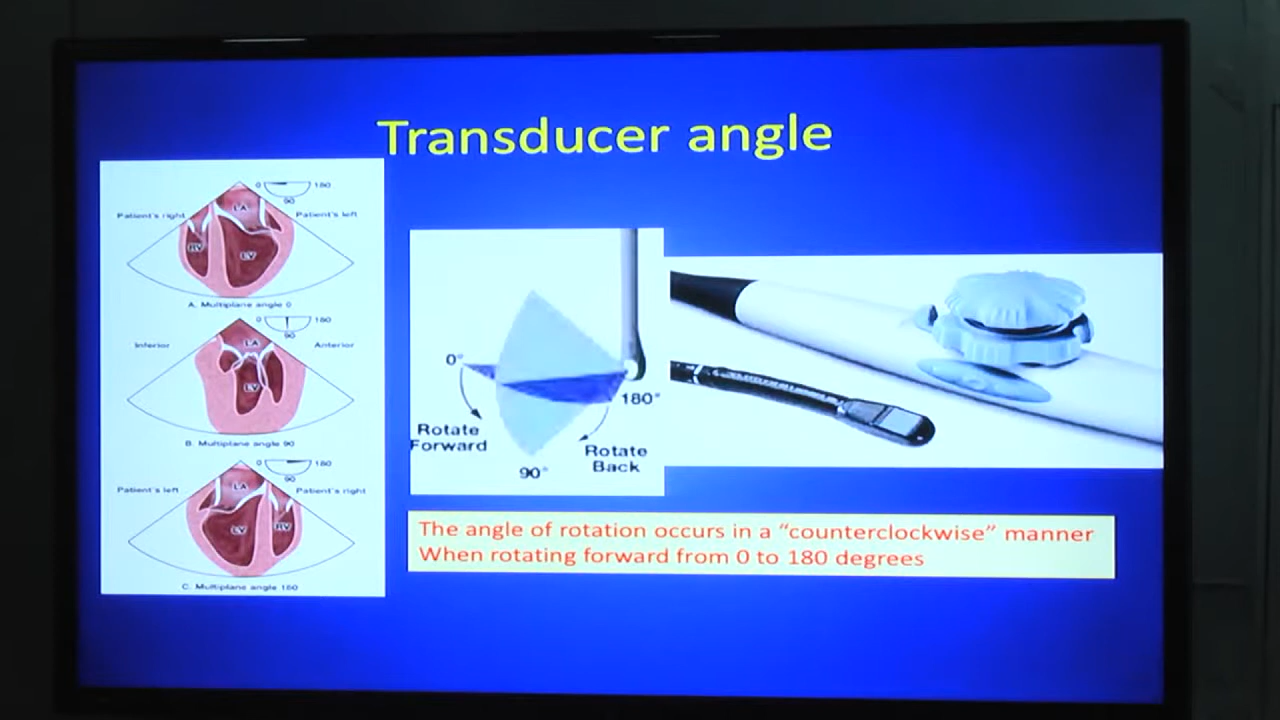 Transducer angle
0 180
90
Patient's right
Patient's left
LA
RV
LV
A. Multiplane angle 0
0 180
90
Inferior
Anterior
LA
LV
B. Multiplane angle 90
0 180
90
Patient's left
Patient's right
LA
LV
RV
C. Multiplane angle 180
0°
180°
Rotate
Forward
90°
Rotate
Back
The angle of rotation occurs in a “counterclockwise” manner
When rotating forward from 0 to 180 degrees